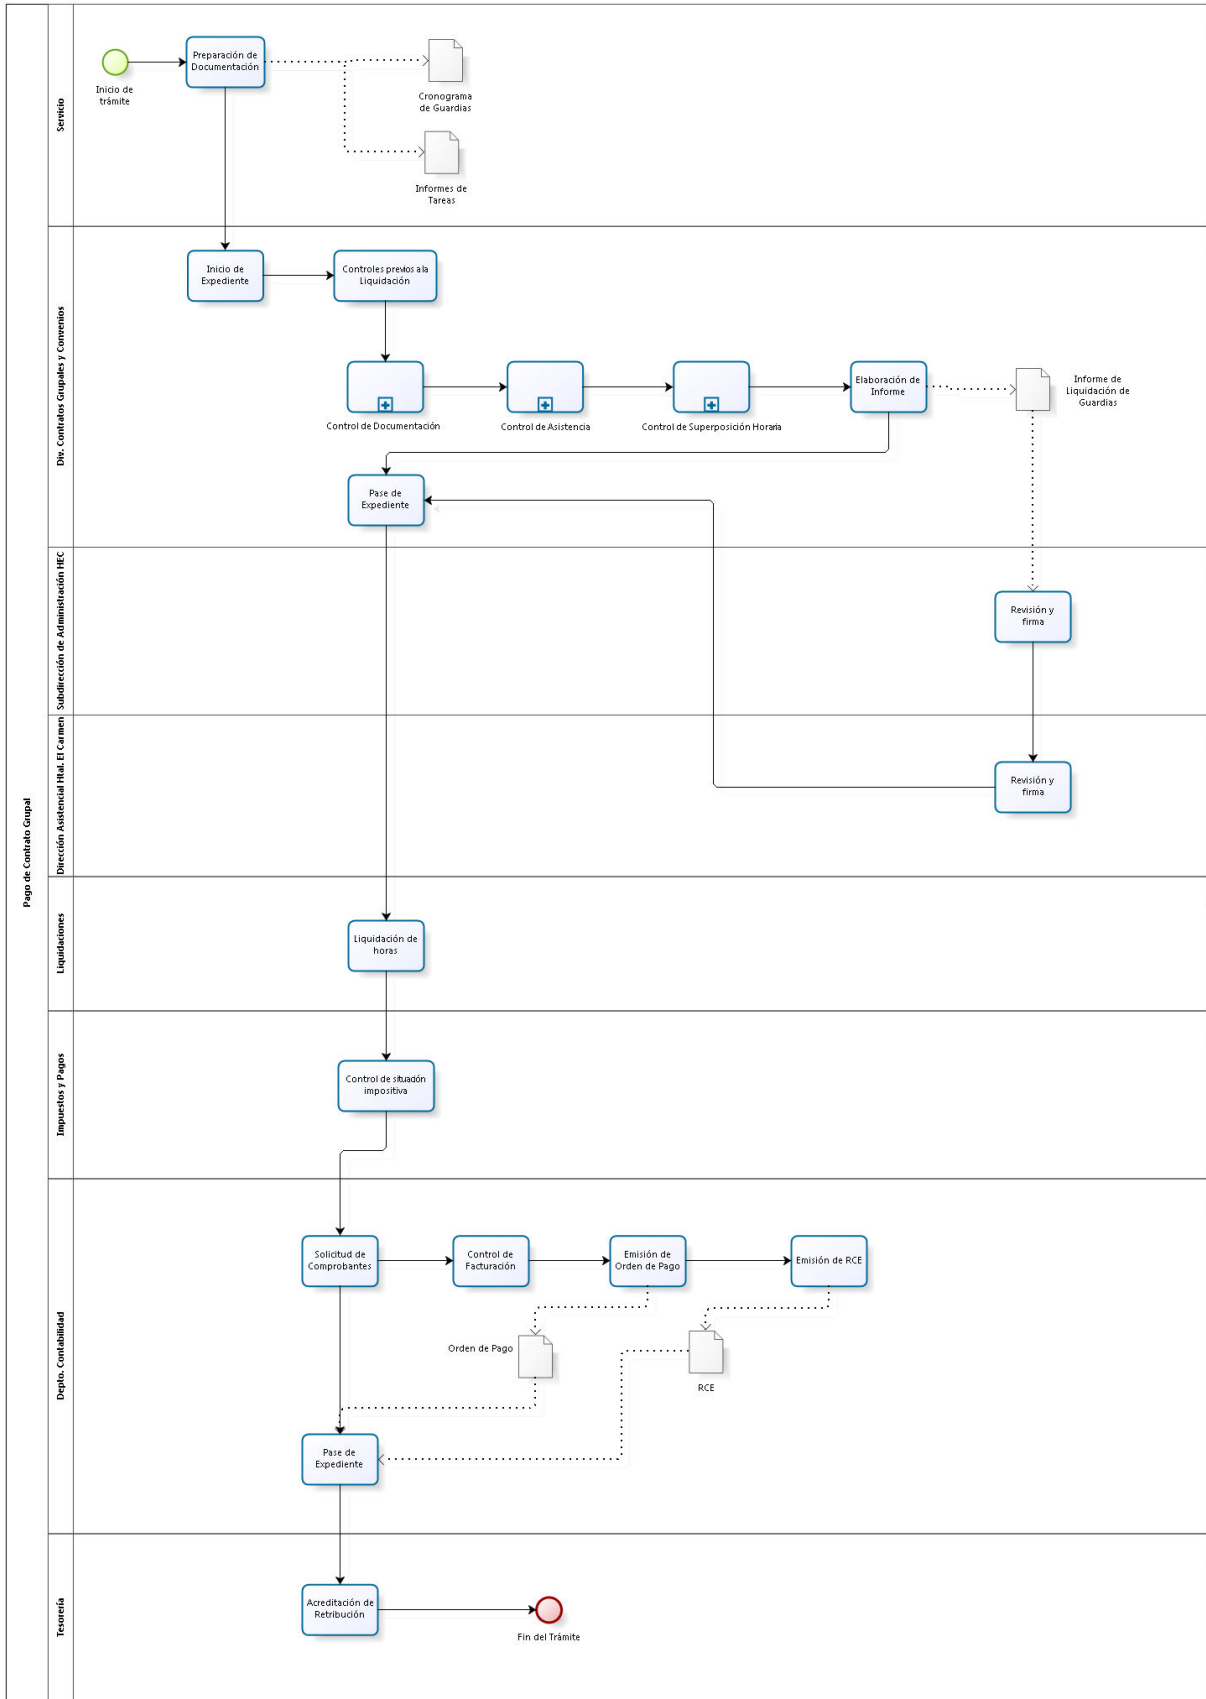 Pago de Contrato Grupal
Servicio
Inicio de
trámite
Preparación de
Documentación
Cronograma
de Guardias
Informes de
Tareas
Div. Contratos Grupales y Convenios
Inicio de
Expediente
Controles previos a la
Liquidación
Control de Documentación
Control de Asistencia
Control de Superposición Horaria
Elaboración de
Informe
Informe de
Liquidación de
Guardias
Pase de
Expediente
Subdirección de Administración HEC
Revisión y
firma
Dirección Asistencial Htal. El Carmen
Revisión y
firma
Liquidaciones
Liquidación de
horas
Impuestos y Pagos
Control de situación
impositiva
Depto. Contabilidad
Solicitud de
Comprobantes
Control de
Facturación
Emisión de
Orden de Pago
Emisión de RCE
Orden de Pago
RCE
Pase de
Expediente
Tesorería
Acreditación de
Retribución
Fin del Trámite